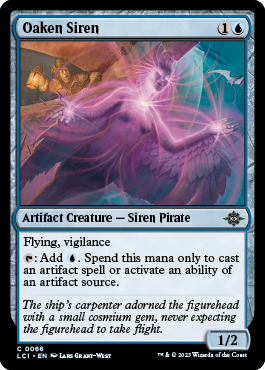 Oaken Siren 1
Artifact Creature — Siren Pirate
Flying, vigilance
: Add . Spend this mana only to cast
an artifact spell or activate an ability of
an artifact source.
The ship's carpenter adorned the figurehead
with a small cosmium gem, never expecting
the figurehead to take flight.
1/2
C 0066
LCI • EN Lars Grant-West
™ & © 2023 Wizards of the Coast